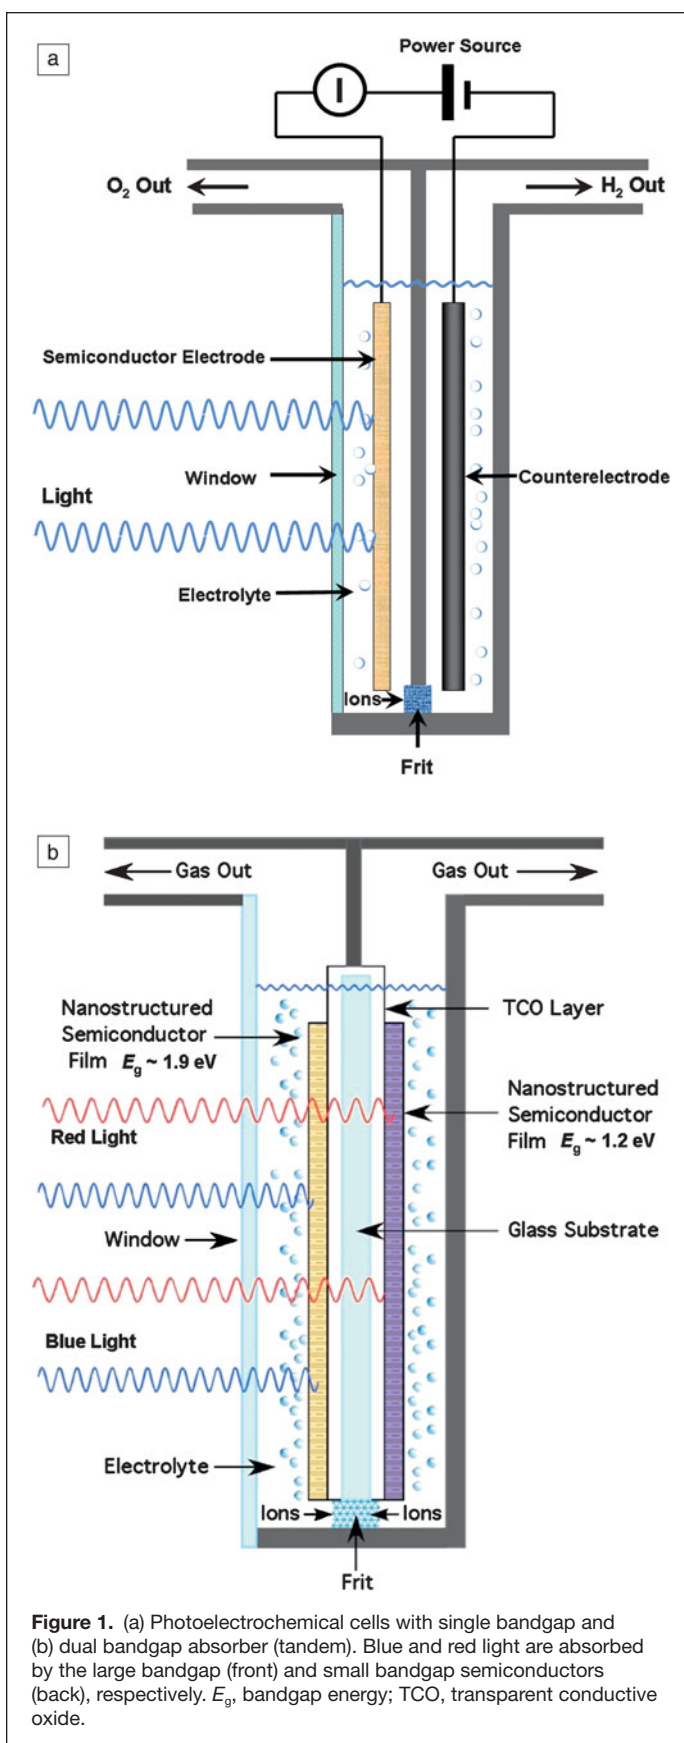 a
Power Source
I
O₂ Out
H₂ Out
Semiconductor Electrode
Window
Counterelectrode
Light
Electrolyte
Ions
Frit
b
Gas Out
Gas Out
Nanostructured
Semiconductor
Film E_g ~ 1.9 eV
TCO Layer
Nanostructured
Semiconductor
Film E_g ~ 1.2 eV
Red Light
Glass Substrate
Window
Blue Light
Electrolyte
Ions
Ions
Frit
Figure 1. (a) Photoelectrochemical cells with single bandgap and
(b) dual bandgap absorber (tandem). Blue and red light are absorbed
by the large bandgap (front) and small bandgap semiconductors
(back), respectively. E_g, bandgap energy; TCO, transparent conductive
oxide.